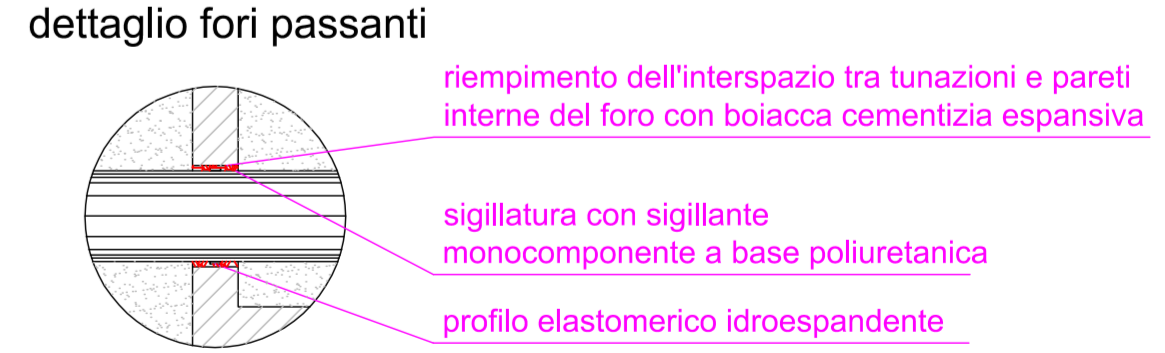 dettaglio fori passanti
riempimento dell'interspazio tra tunazioni e pareti
interne del foro con boiacca cementizia espansiva
sigillatura con sigillante
monocomponente a base poliuretanica
profilo elastomerico idroespandente